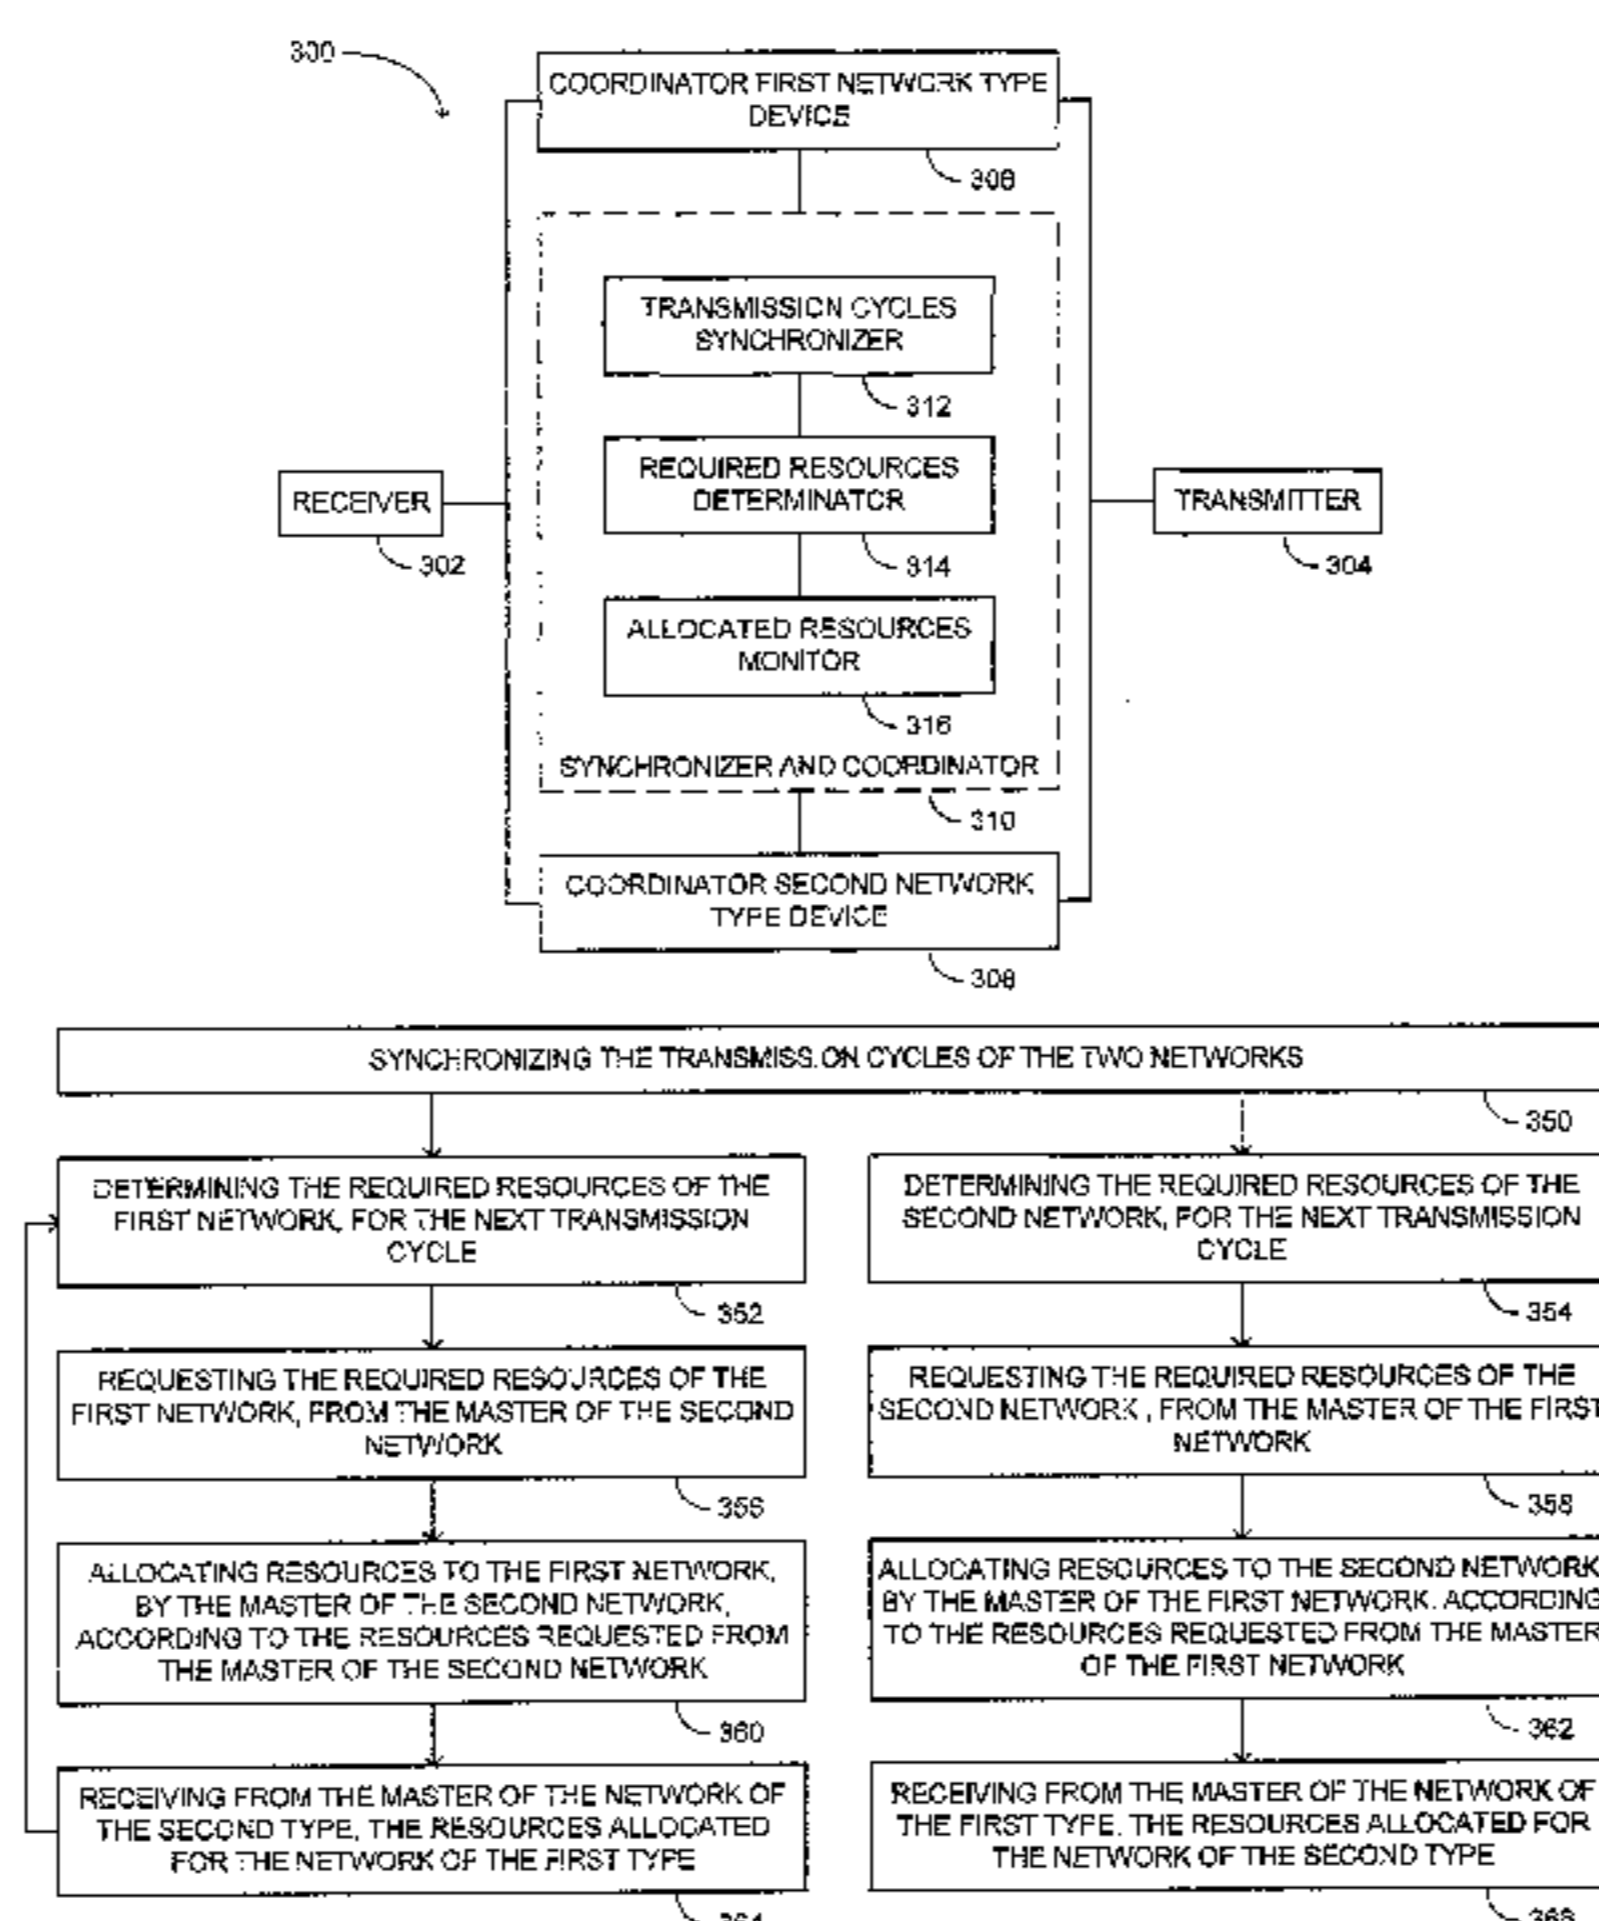 300
COORDINATOR FIRST NETWORK TYPE
DEVICE
TRANSMISSION CYCLES
SYNCHRONIZER
312
REQUIRED RESOURCES
DETERMINATOR
314
RECEIVER
302
TRANSMITTER
304
ALLOCATED RESOURCES
MONITOR
316
SYNCHRONIZER AND COORDINATOR
310
COORDINATOR SECOND NETWORK
TYPE DEVICE
SYNCHRONIZING THE TRANSMISSION CYCLES OF THE TWO NETWORKS
350
DETERMINING THE REQUIRED RESOURCES OF THE
FIRST NETWORK, FOR THE NEXT TRANSMISSION
CYCLE
352
REQUESTING THE REQUIRED RESOURCES OF THE
FIRST NETWORK, FROM THE MASTER OF THE SECOND
NETWORK
356
ALLOCATING RESOURCES TO THE FIRST NETWORK,
BY THE MASTER OF THE SECOND NETWORK,
ACCORDING TO THE RESOURCES REQUESTED FROM
THE MASTER OF THE SECOND NETWORK
360
RECEIVING FROM THE MASTER OF THE NETWORK OF
THE SECOND TYPE, THE RESOURCES ALLOCATED
FOR THE NETWORK OF THE FIRST TYPE
DETERMINING THE REQUIRED RESOURCES OF THE
SECOND NETWORK, FOR THE NEXT TRANSMISSION
CYCLE
354
REQUESTING THE REQUIRED RESOURCES OF THE
SECOND NETWORK, FROM THE MASTER OF THE FIRST
NETWORK
358
ALLOCATING RESOURCES TO THE SECOND NETWORK
BY THE MASTER OF THE FIRST NETWORK. ACCORDING
TO THE RESOURCES REQUESTED FROM THE MASTER
OF THE FIRST NETWORK
362
RECEIVING FROM THE MASTER OF THE NETWORK OF
THE FIRST TYPE. THE RESOURCES ALLOCATED FOR
THE NETWORK OF THE SECOND TYPE